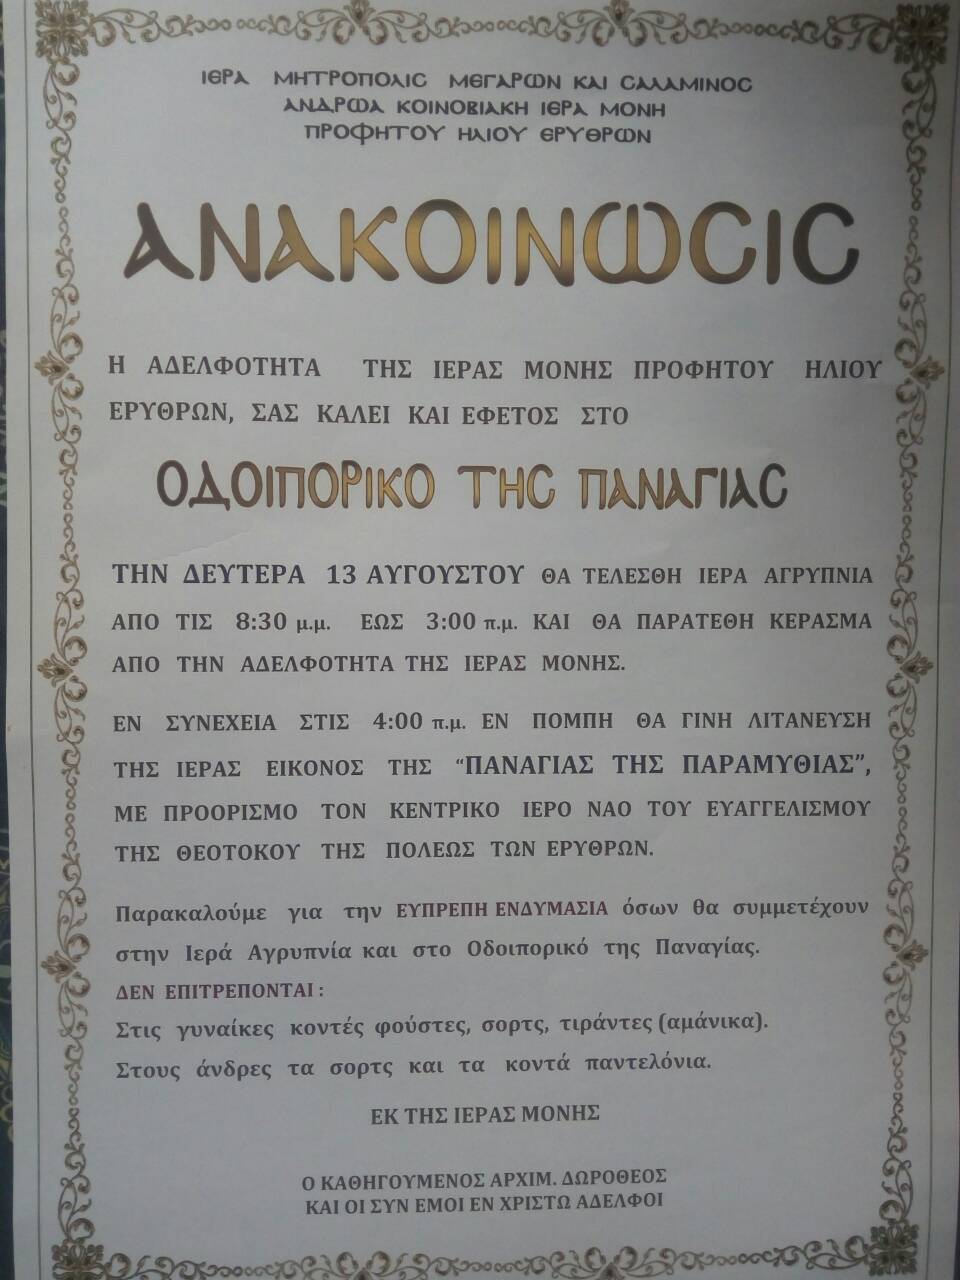 ΙΕΡΑ ΜΗΤΡΟΠΟΛΙΣ ΜΕΓΑΡΩΝ ΚΑΙ ΣΑΛΑΜΙΝΟΣ
ΑΝΔΡΩΑ ΚΟΙΝΟΒΙΑΚΗ ΙΕΡΑ ΜΟΝΗ
ΠΡΟΦΗΤΟΥ ΗΛΙΟΥ ΕΡΥΘΡΩΝ
ΑΝΑΚΟΙΝΩΣΙΣ
Η ΑΔΕΛΦΟΤΗΤΑ ΤΗΣ ΙΕΡΑΣ ΜΟΝΗΣ ΠΡΟΦΗΤΟΥ ΗΛΙΟΥ
ΕΡΥΘΡΩΝ, ΣΑΣ ΚΑΛΕΙ ΚΑΙ ΕΦΕΤΟΣ ΣΤΟ
ΟΔΟΙΠΟΡΙΚΟ ΤΗΣ ΠΑΝΑΓΙΑΣ
ΤΗΝ ΔΕΥΤΕΡΑ 13 ΑΥΓΟΥΣΤΟΥ ΘΑ ΤΕΛΕΣΘΗ ΙΕΡΑ ΑΓΡΥΠΝΙΑ
ΑΠΟ ΤΙΣ 8:30 μ.μ. ΕΩΣ 3:00 π.μ. ΚΑΙ ΘΑ ΠΑΡΑΤΕΘΗ ΚΕΡΑΣΜΑ
ΑΠΟ ΤΗΝ ΑΔΕΛΦΟΤΗΤΑ ΤΗΣ ΙΕΡΑΣ ΜΟΝΗΣ.
ΕΝ ΣΥΝΕΧΕΙΑ ΣΤΙΣ 4:00 π.μ. ΕΝ ΠΟΜΠΗ ΘΑ ΓΙΝΗ ΛΙΤΑΝΕΥΣΗ
ΤΗΣ ΙΕΡΑΣ ΕΙΚΟΝΟΣ ΤΗΣ “ΠΑΝΑΓΙΑΣ ΤΗΣ ΠΑΡΑΜΥΘΙΑΣ”,
ΜΕ ΠΡΟΟΡΙΣΜΟ ΤΟΝ ΚΕΝΤΡΙΚΟ ΙΕΡΟ ΝΑΟ ΤΟΥ ΕΥΑΓΓΕΛΙΣΜΟΥ
ΤΗΣ ΘΕΟΤΟΚΟΥ ΤΗΣ ΠΟΛΕΩΣ ΤΩΝ ΕΡΥΘΡΩΝ.
Παρακαλούμε για την ΕΥΠΡΕΠΗ ΕΝΔΥΜΑΣΙΑ όσων θα συμμετέχουν
στην Ιερά Αγρυπνία και στο Οδοιπορικό της Παναγίας.
ΔΕΝ ΕΠΙΤΡΕΠΟΝΤΑΙ :
Στις γυναίκες κοντές φούστες, σορτς, τιράντες (αμάνικα).
Στους άνδρες τα σορτς και τα κοντά παντελόνια.
ΕΚ ΤΗΣ ΙΕΡΑΣ ΜΟΝΗΣ
Ο ΚΑΘΗΓΟΥΜΕΝΟΣ ΑΡΧΙΜ. ΔΩΡΟΘΕΟΣ
ΚΑΙ ΟΙ ΣΥΝ ΕΜΟΙ ΕΝ ΧΡΙΣΤΩ ΑΔΕΛΦΟΙ